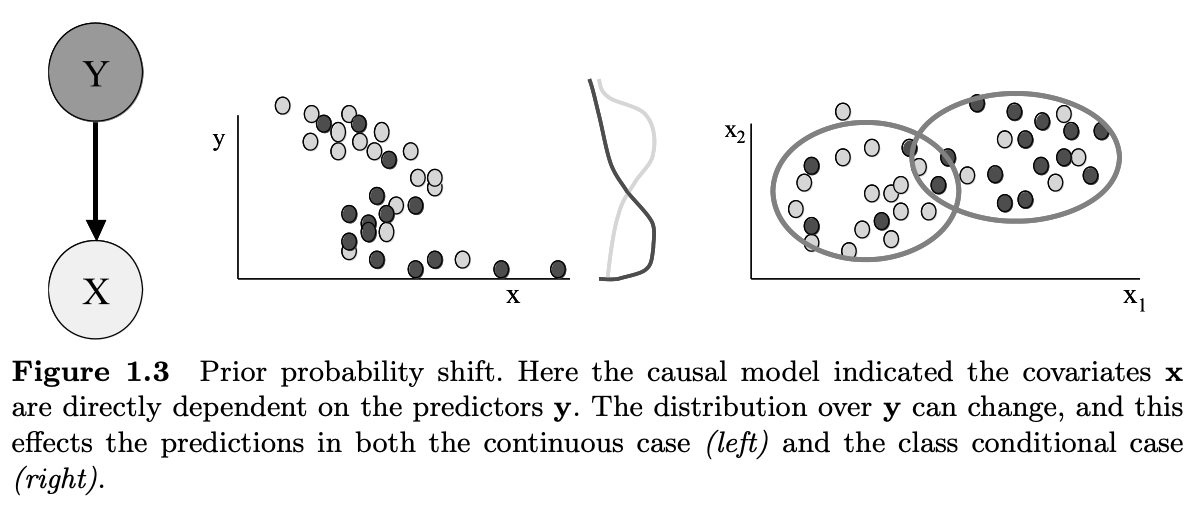 Y
X
y
x
x2
x1
Figure 1.3 Prior probability shift. Here the causal model indicated the covariates x
are directly dependent on the predictors y. The distribution over y can change, and this
effects the predictions in both the continuous case (left) and the class conditional case
(right).